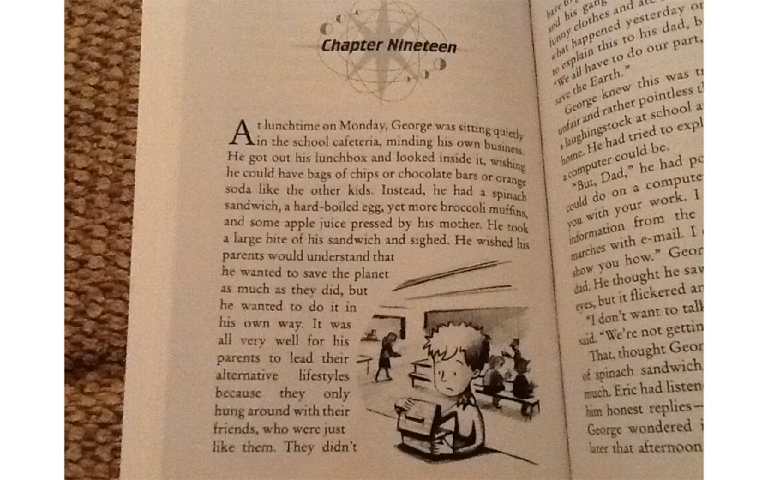 Chapter Nineteen
At lunchtime on Monday, George was sitting quietly
in the school cafeteria, minding his own business.
He got out his lunchbox and looked inside it, wishing
he could have bags of chips or chocolate bars or orange
soda like the other kids. Instead, he had a spinach
sandwich, a hard-boiled egg, yet more broccoli muffins,
and some apple juice pressed by his mother. He took
a large bite of his sandwich and sighed. He wished his
parents would understand that
he wanted to save the planet
as much as they did, but
he wanted to do it in
his own way. It was
all very well for his
parents to lead their
alternative lifestyles
because they only
hung around with their
friends, who were just
like them. They didn't
and his gang
funny clothes and ate
what happened yesterday
to explain this to his dad,
"We all have to do our part,
save the Earth."
George knew this was
unfair and rather pointless
a laughingstock at school
home. He had tried to
a computer could be.
"But, Dad," he had
could do on a
you with your work. I
information from the
marches with e-mail. I
show you how."
dad. He thought he
eyes, but it flickered
"I don't want to
said. "We're not
That, thought
of spinach sandwich,
much. Eric had
him honest replies—
George wondered
later that afternoon